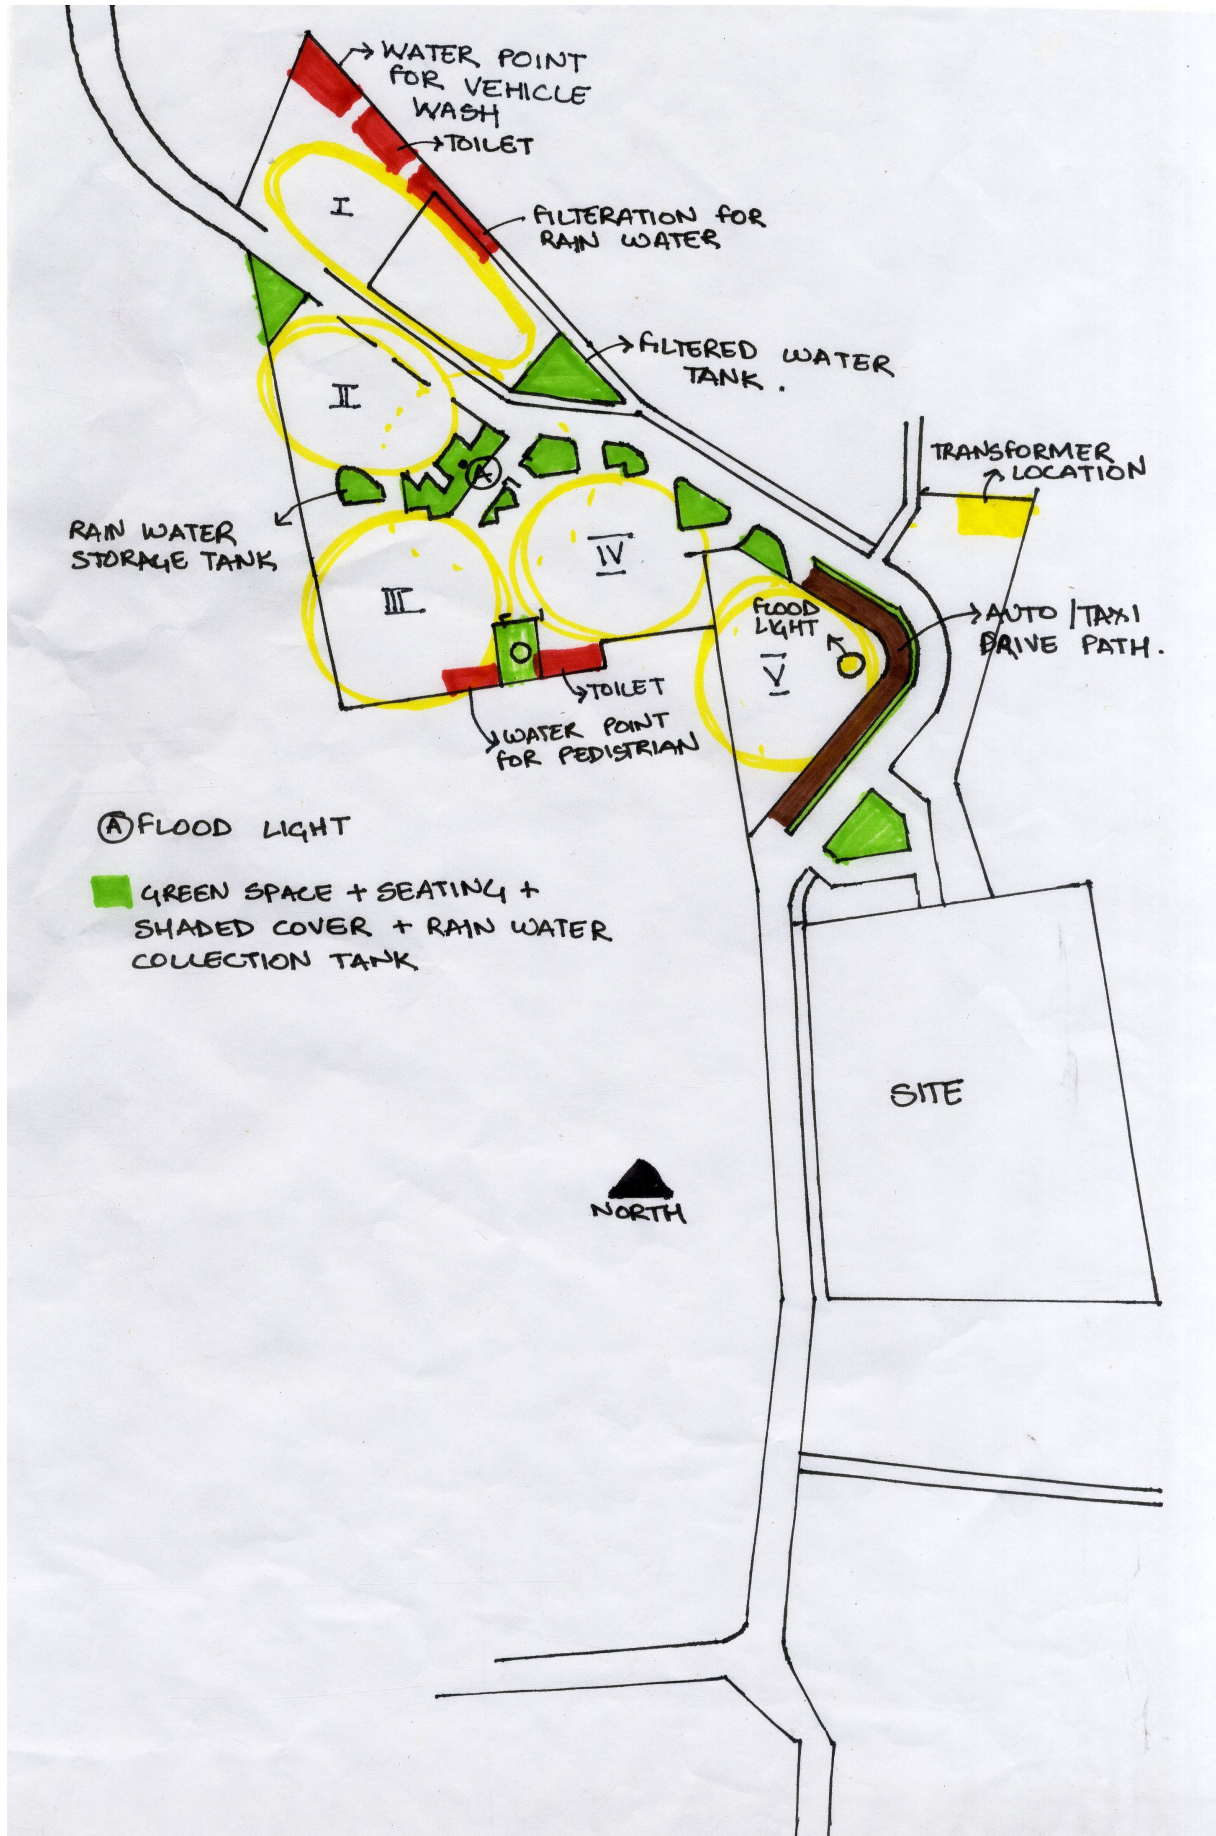 WATER POINT
FOR VEHICLE
WASH
TOILET
I
FILTERATION FOR
RAIN WATER
FILTERED WATER
TANK.
II
TRANSFORMER
LOCATION
A
RAIN WATER
STORAGE TANK
IV
III
FLOOD
LIGHT
AUTO / TAXI
DRIVE PATH.
V
TOILET
WATER POINT
FOR PEDISTRIAN
A FLOOD LIGHT
GREEN SPACE + SEATING +
SHADED COVER + RAIN WATER
COLLECTION TANK
SITE
NORTH